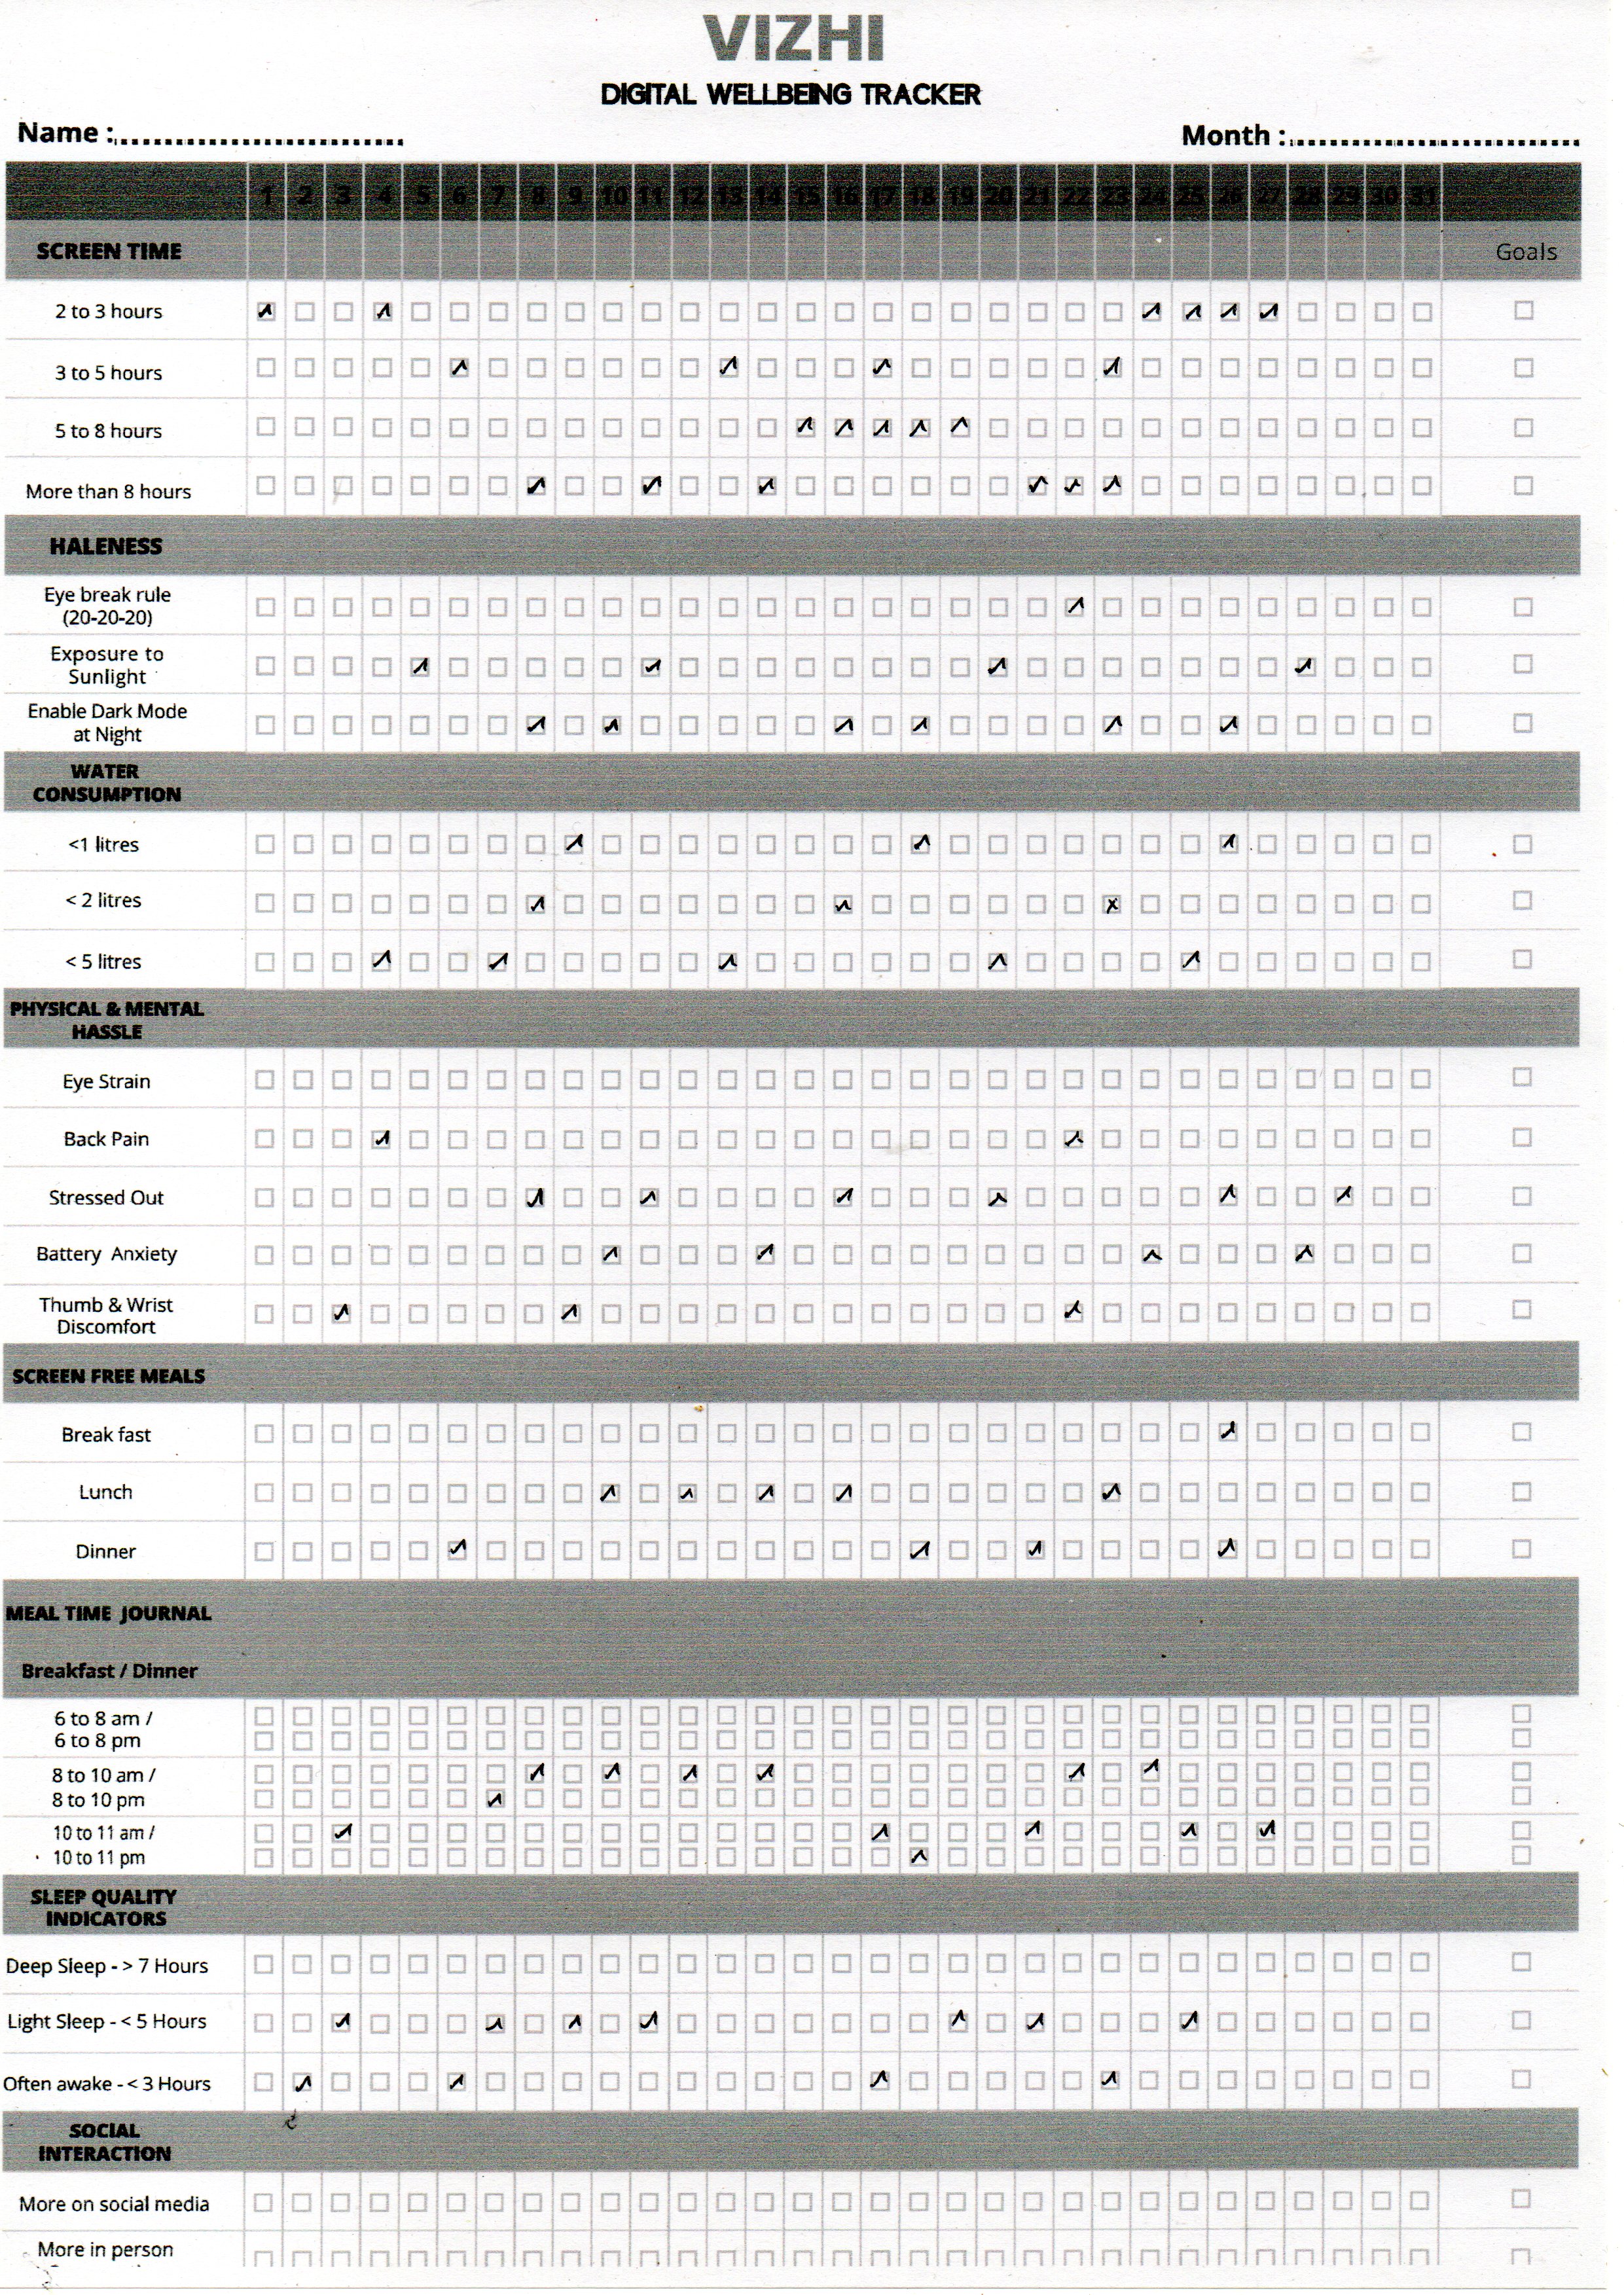 VIZHI
DIGITAL WELLBEING TRACKER
Name :............................ Month :............................
1 2 3 4 5 6 7 8 9 10 11 12 13 14 15 16 17 18 19 20 21 22 23 24 25 26 27 28 29 30 31
SCREEN TIME Goals
2 to 3 hours
3 to 5 hours
5 to 8 hours
More than 8 hours
HALENESS
Eye break rule
(20-20-20)
Exposure to
Sunlight
Enable Dark Mode
at Night
WATER
CONSUMPTION
<1 litres
< 2 litres
< 5 litres
PHYSICAL & MENTAL
HASSLE
Eye Strain
Back Pain
Stressed Out
Battery Anxiety
Thumb & Wrist
Discomfort
SCREEN FREE MEALS
Break fast
Lunch
Dinner
MEAL TIME JOURNAL
Breakfast / Dinner
6 to 8 am /
6 to 8 pm
8 to 10 am /
8 to 10 pm
10 to 11 am /
10 to 11 pm
SLEEP QUALITY
INDICATORS
Deep Sleep - > 7 Hours
Light Sleep - < 5 Hours
Often awake - < 3 Hours
SOCIAL
INTERACTION
More on social media
More in person